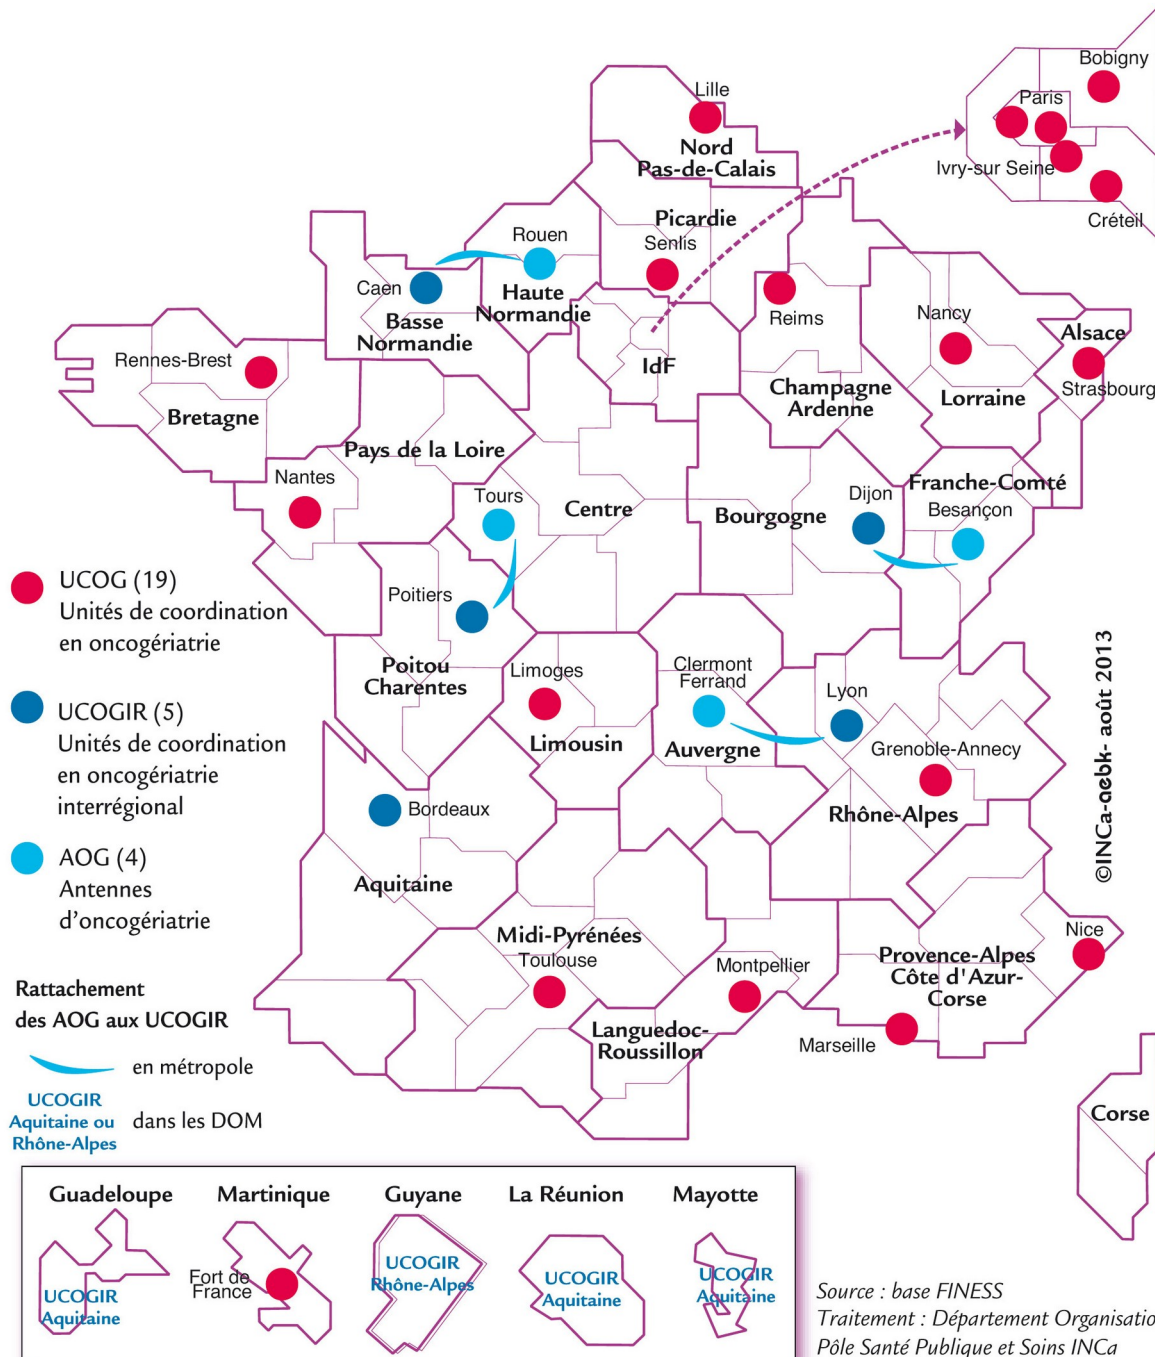 Bobigny
Paris
Ivry-sur Seine
Créteil
Lille
Nord
Pas-de-Calais
Picardie
Senlis
Rouen
Haute
Normandie
Caen
Basse
Normandie
IdF
Reims
Champagne
Ardenne
Nancy
Lorraine
Alsace
Strasbourg
Rennes-Brest
Bretagne
Pays de la Loire
Nantes
Tours
Centre
Bourgogne
Dijon
Franche-Comté
Besançon
Poitiers
Poitou
Charentes
Limoges
Limousin
Clermont
Ferrand
Auvergne
Lyon
Grenoble-Annecy
Rhône-Alpes
Bordeaux
Aquitaine
Midi-Pyrénées
Toulouse
Montpellier
Languedoc-
Roussillon
Provence-Alpes
Côte d'Azur-
Corse
Nice
Marseille
Corse
©INCa-aebk- août 2013
UCOG (19)
Unités de coordination
en oncogériatrie
UCOGIR (5)
Unités de coordination
en oncogériatrie
interrégional
AOG (4)
Antennes
d’oncogériatrie
Rattachement
des AOG aux UCOGIR
en métropole
UCOGIR
Aquitaine ou
Rhône-Alpes
dans les DOM
Guadeloupe
UCOGIR
Aquitaine
Martinique
Fort de
France
Guyane
UCOGIR
Rhône-Alpes
La Réunion
UCOGIR
Aquitaine
Mayotte
UCOGIR
Aquitaine
Source : base FINESS
Traitement : Département Organisatio
Pôle Santé Publique et Soins INCa